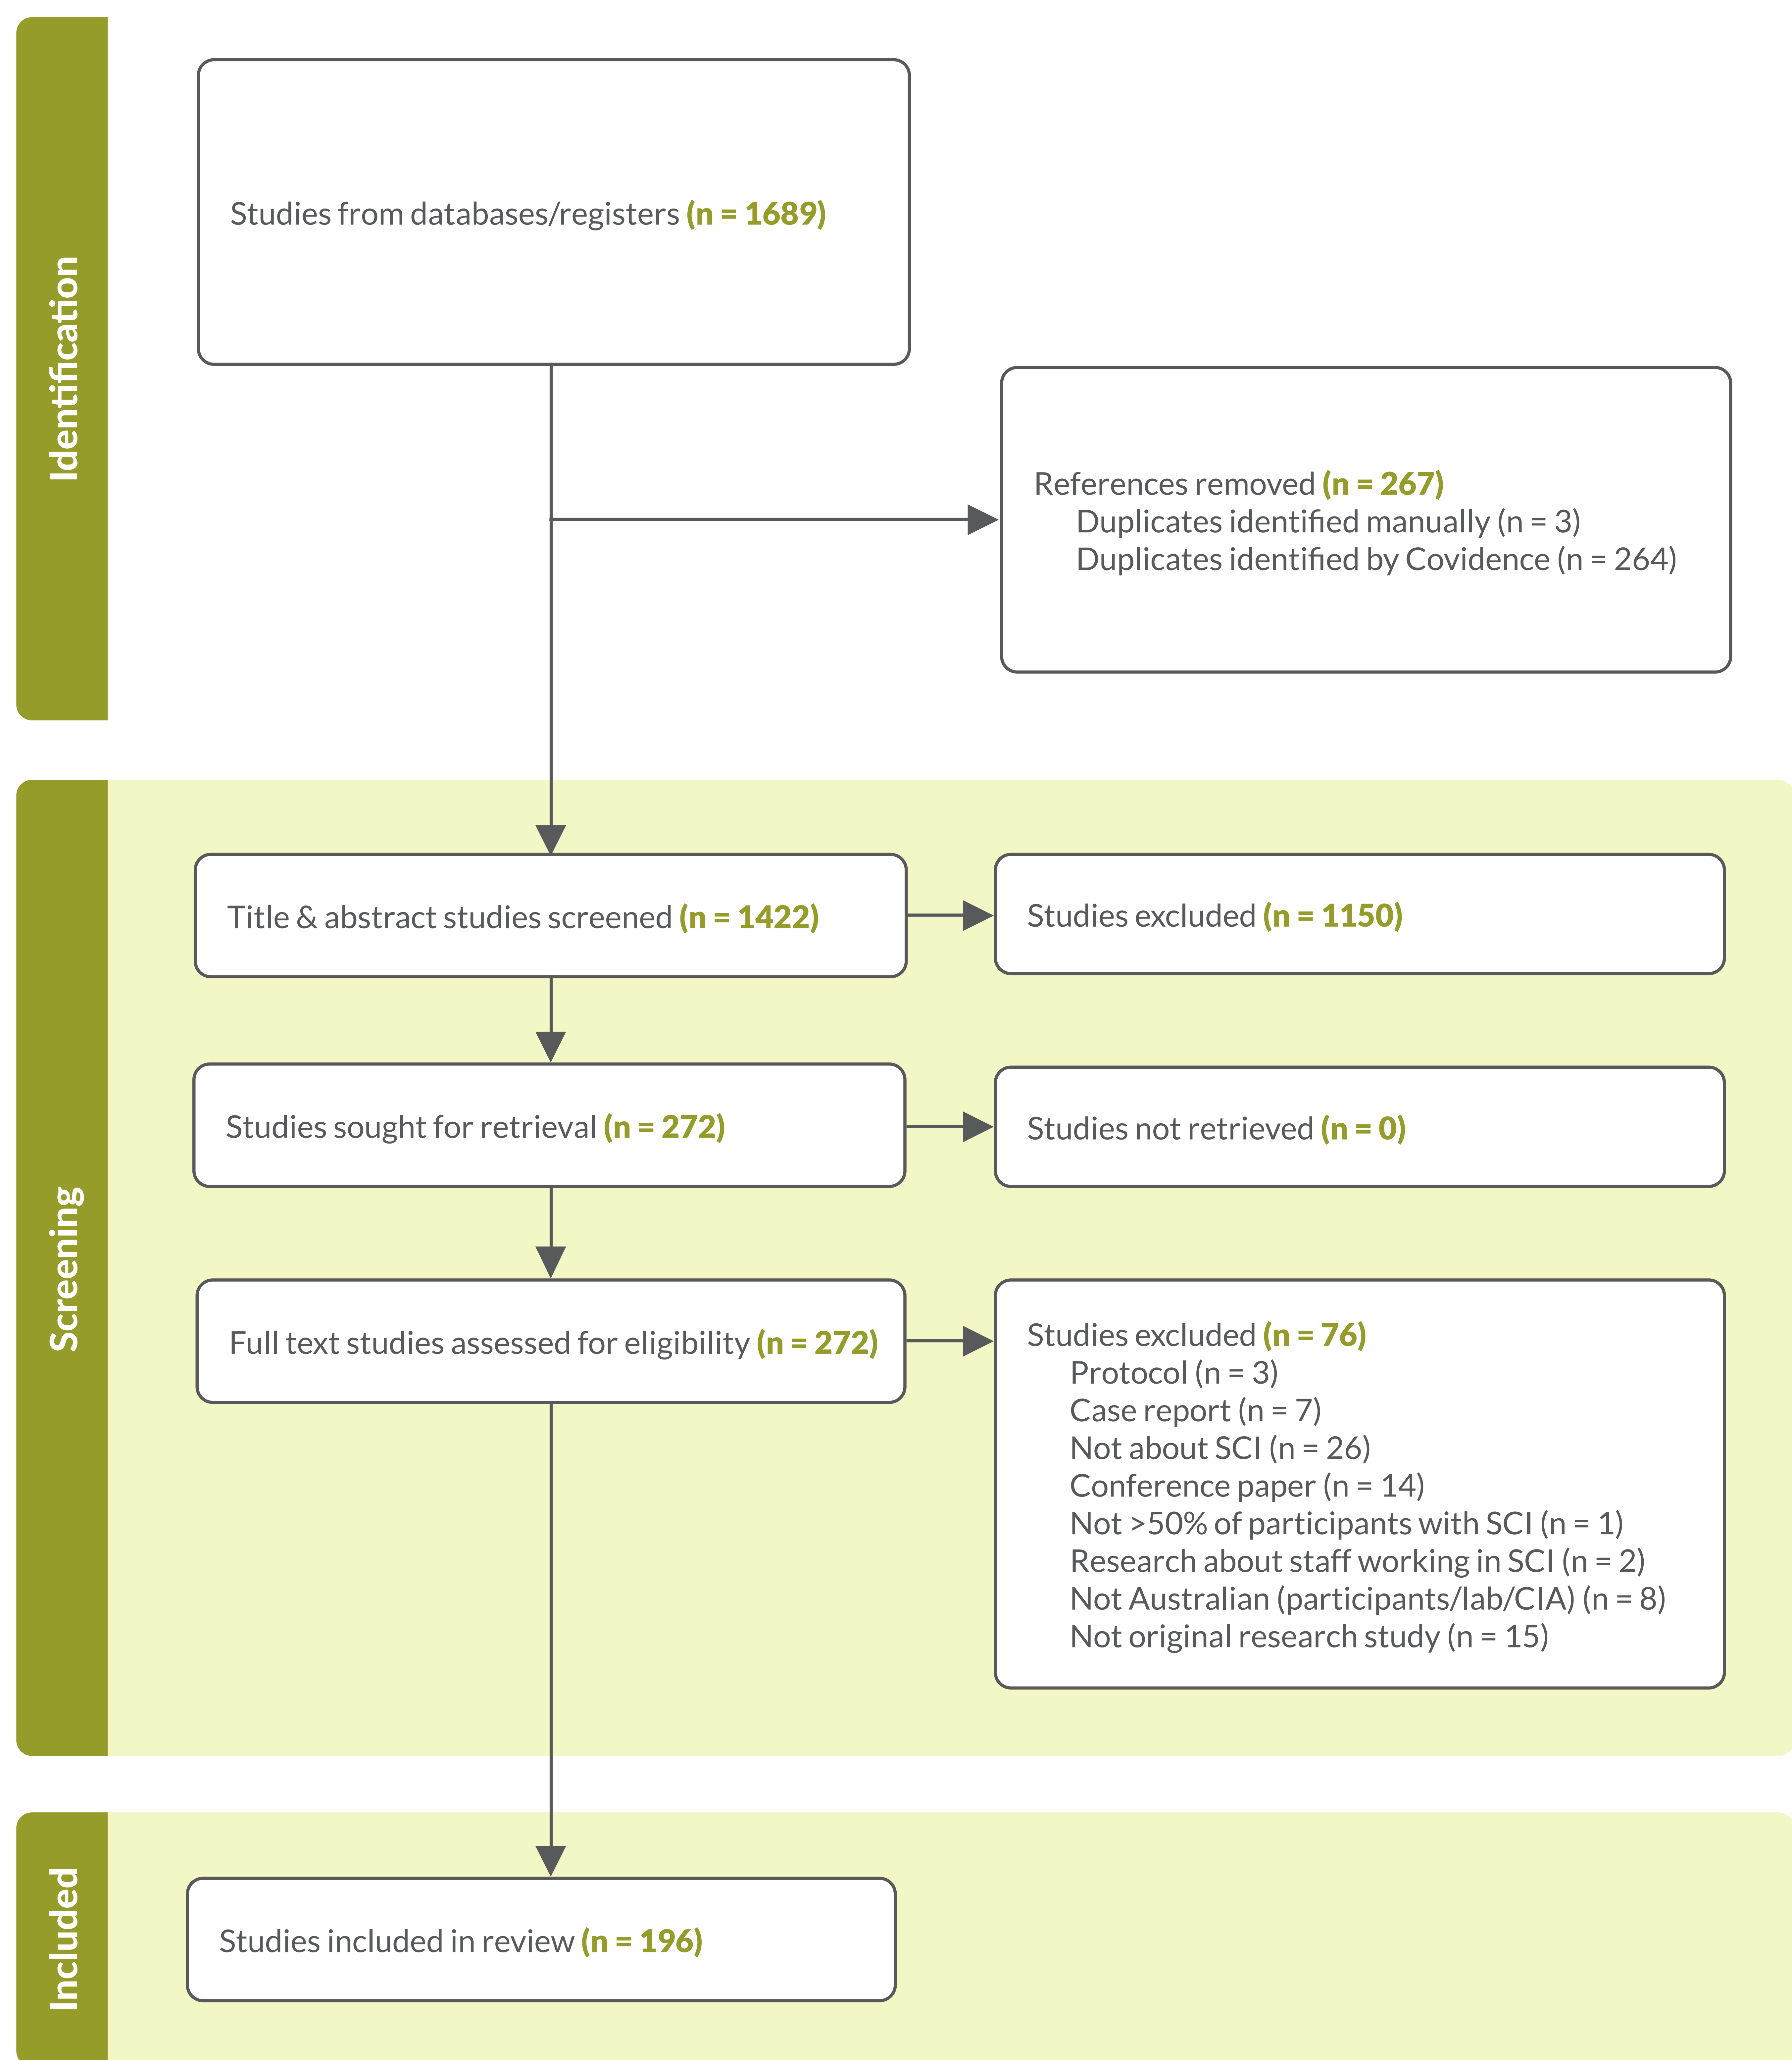 Identification
Studies from databases/registers (n = 1689)
References removed (n = 267)
Duplicates identified manually (n = 3)
Duplicates identified by Covidence (n = 264)
Screening
Title & abstract studies screened (n = 1422)
Studies excluded (n = 1150)
Studies sought for retrieval (n = 272)
Studies not retrieved (n = 0)
Full text studies assessed for eligibility (n = 272)
Studies excluded (n = 76)
Protocol (n = 3)
Case report (n = 7)
Not about SCI (n = 26)
Conference paper (n = 14)
Not >50% of participants with SCI (n = 1)
Research about staff working in SCI (n = 2)
Not Australian (participants/lab/CIA) (n = 8)
Not original research study (n = 15)
Included
Studies included in review (n = 196)